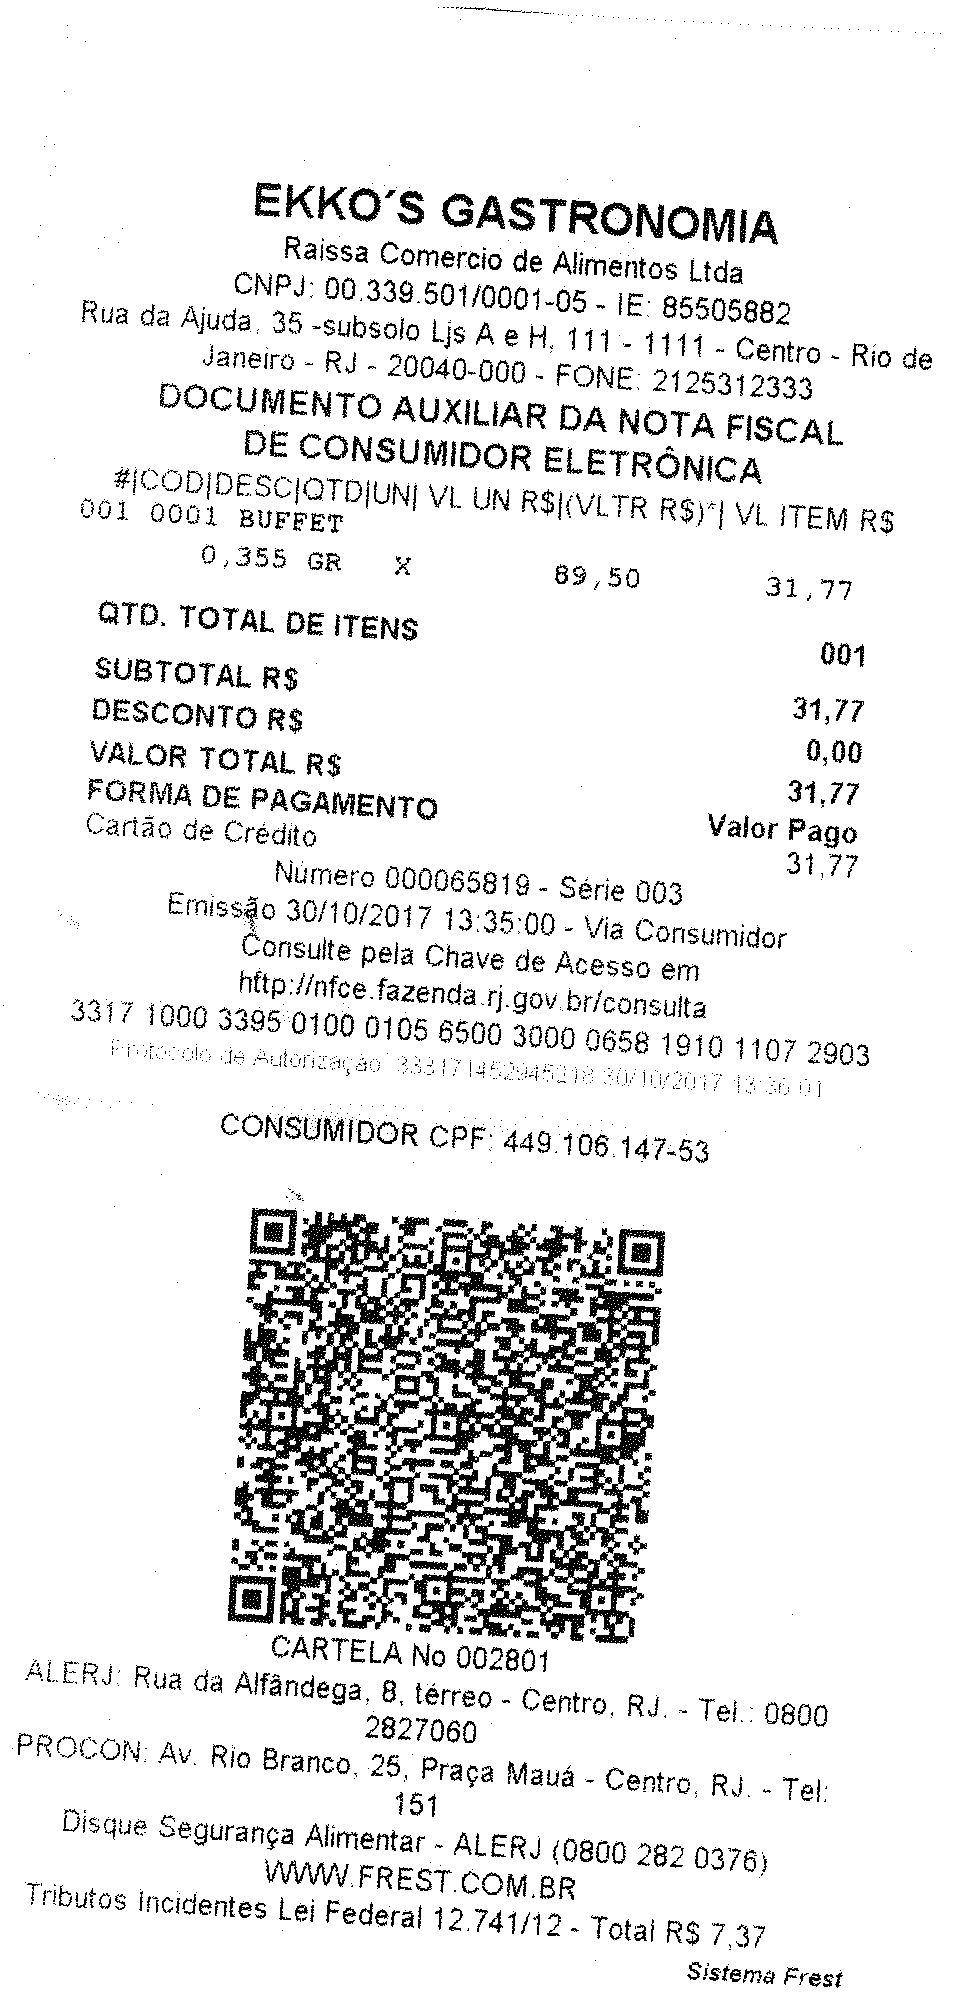 EKKO´S GASTRONOMIA
Raissa Comercio de Alimentos Ltda
CNPJ: 00.339.501/0001-05 - IE: 85505882
Rua da Ajuda, 35 -subsolo Ljs A e H, 111 - 1111 - Centro - Rio de
Janeiro - RJ - 20040-000 - FONE: 2125312333
DOCUMENTO AUXILIAR DA NOTA FISCAL
DE CONSUMIDOR ELETRÔNICA
#|COD|DESC|QTD|UN| VL UN R$|(VLTR R$)*| VL ITEM R$
001 0001 BUFFET
0,355 GR X 89,50 31,77
QTD. TOTAL DE ITENS 001
SUBTOTAL R$ 31,77
DESCONTO R$ 0,00
VALOR TOTAL R$ 31,77
FORMA DE PAGAMENTO Valor Pago
Cartão de Crédito 31,77
Número 000065819 - Série 003
Emissão 30/10/2017 13:35:00 - Via Consumidor
Consulte pela Chave de Acesso em
http://nfce.fazenda.rj.gov.br/consulta
3317 1000 3395 0100 0105 6500 3000 0658 1910 1107 2903
Protocolo de Autorização: 333171452945218 30/10/2017 13:36:01
CONSUMIDOR CPF: 449.106.147-53
CARTELA No 002801
ALERJ: Rua da Alfândega, 8, térreo - Centro, RJ. - Tel.: 0800
2827060
PROCON: Av. Rio Branco, 25, Praça Mauá - Centro, RJ. - Tel:
151
Disque Segurança Alimentar - ALERJ (0800 282 0376)
WWW.FREST.COM.BR
Tributos Incidentes Lei Federal 12.741/12 - Total R$ 7,37
Sistema Frest